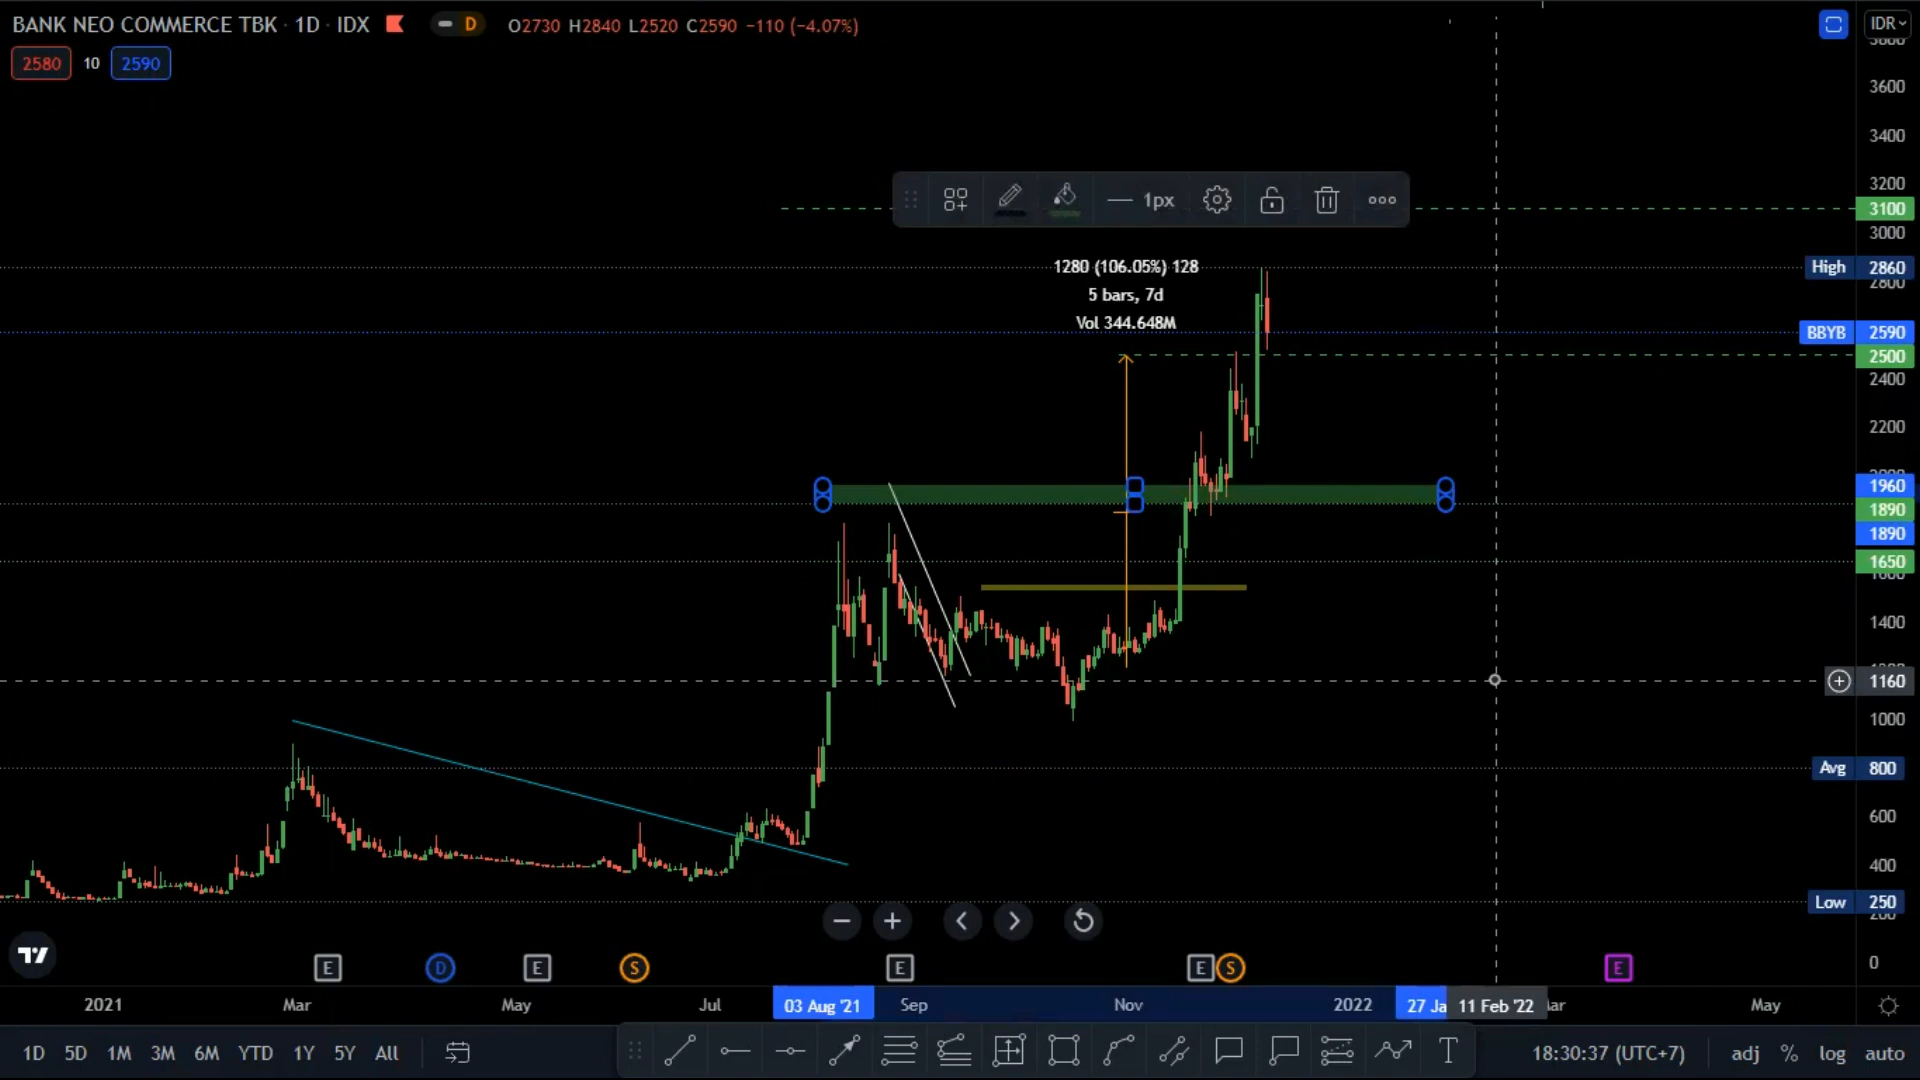 BANK NEO COMMERCE TBK · 1D · IDX D O2730 H2840 L2520 C2590 −110 (−4.07%)
IDR
2580 10 2590
3600
3400
1px
3200
3100
3000
1280 (106.05%) 128
High 2860
2800
5 bars, 7d
Vol 344.648M
BBYB 2590
2500
2400
2200
1960
1890
1890
1650
1400
1160
1000
Avg 800
600
400
Low 250
200
0
E D E S E E S E
2021 Mar May Jul 03 Aug '21 Sep Nov 2022 27 Ja 11 Feb '22 May
1D 5D 1M 3M 6M YTD 1Y 5Y All T 18:30:37 (UTC+7) adj % log auto